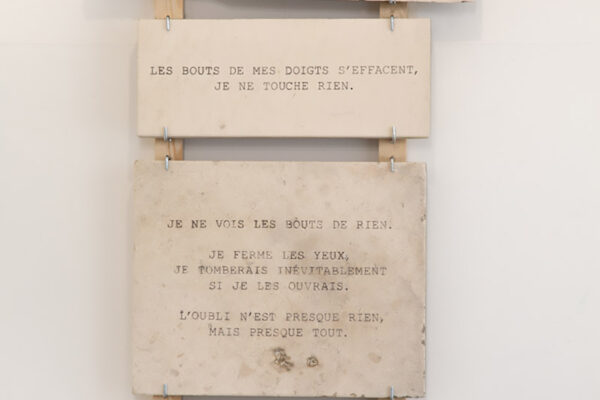 LES BOUTS DE MES DOIGTS S'EFFACENT,
JE NE TOUCHE RIEN.
JE NE VOIS LES BOUTS DE RIEN.
JE FERME LES YEUX,
JE TOMBERAIS INÉVITABLEMENT
SI JE LES OUVRAIS.
L'OUBLI N'EST PRESQUE RIEN,
MAIS PRESQUE TOUT.